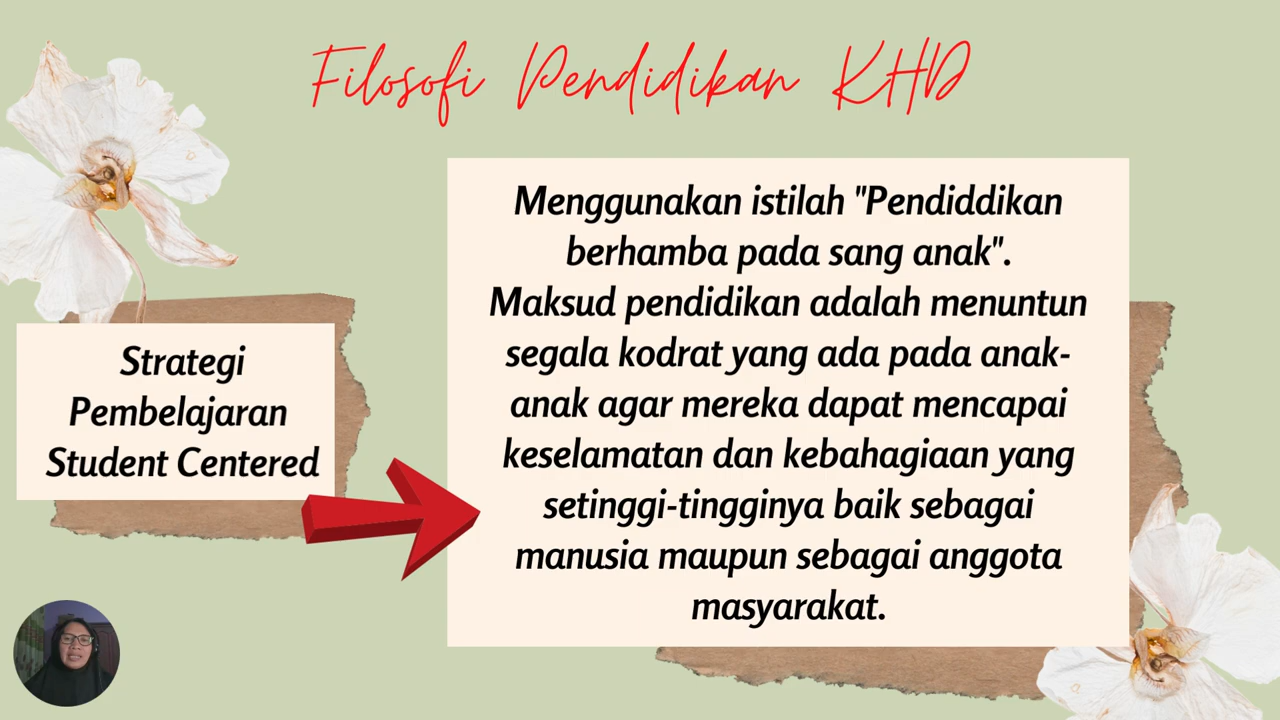 Filosofi Pendidikan KHD
Strategi
Pembelajaran
Student Centered
Menggunakan istilah "Pendiddikan
berhamba pada sang anak".
Maksud pendidikan adalah menuntun
segala kodrat yang ada pada anak-
anak agar mereka dapat mencapai
keselamatan dan kebahagiaan yang
setinggi-tingginya baik sebagai
manusia maupun sebagai anggota
masyarakat.